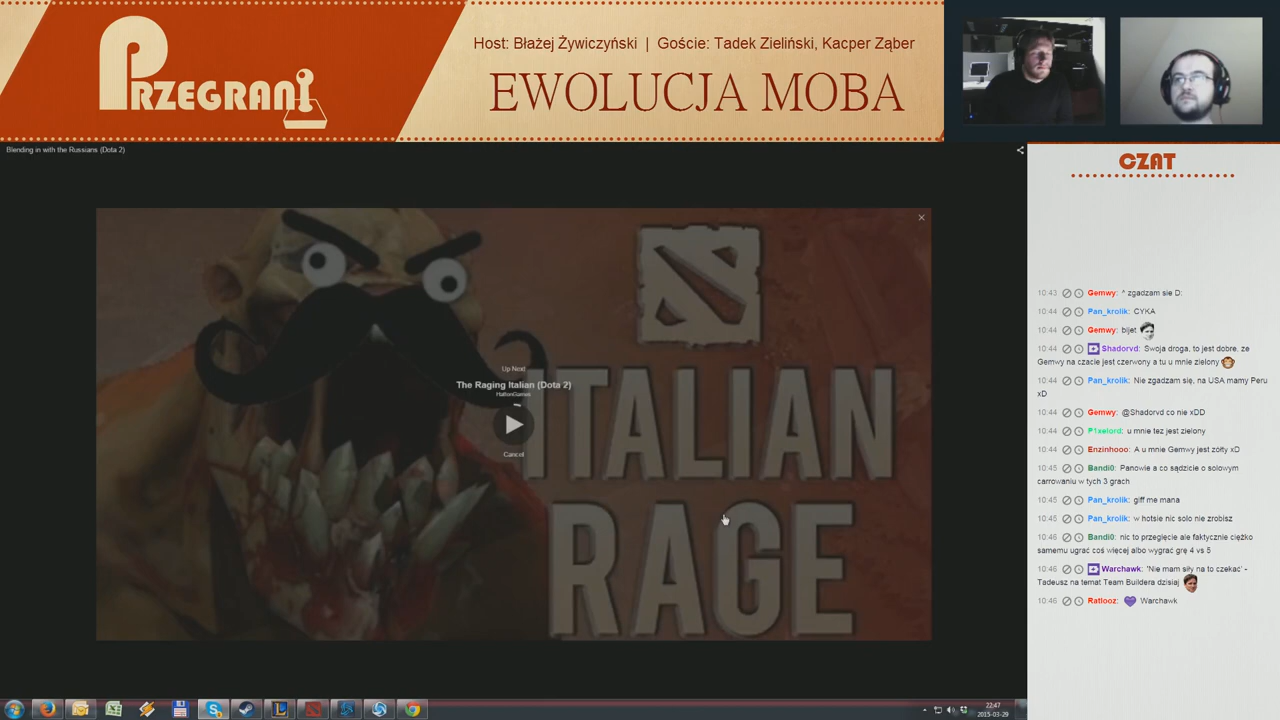 PRZEGRANI
Host: Błażej Żywiczyński | Goście: Tadek Zieliński, Kacper Ząber
EWOLUCJA MOBA
Blending in with the Russians (Dota 2)
CZAT
ITALIAN
RAGE
Up Next
The Raging Italian (Dota 2)
HatfonGames
Cancel
10:43 Gemwy: ^ zgadzam sie D:
10:44 Pan_krolik: CYKA
10:44 Gemwy: bijet
10:44 Shadorvd: Swoja droga, to jest dobre, ze
Gemwy na czacie jest czerwony a tu u mnie zielony
10:44 Pan_krolik: Nie zgadzam się, na USA mamy Peru
xD
10:44 Gemwy: @Shadorvd co nie xDD
10:44 P1xelord: u mnie tez jest zielony
10:44 Enzinhooo: A u mnie Gemwy jest żółty xD
10:45 Bandi0: Panowie a co sądzicie o solowym
carrowaniu w tych 3 grach
10:45 Pan_krolik: giff me mana
10:45 Pan_krolik: w hotsie nic solo nie zrobisz
10:46 Bandi0: nic to przegięcie ale faktycznie ciężko
samemu ugrać coś więcej albo wygrać grę 4 vs 5
10:46 Warchawk: 'Nie mam siły na to czekac' -
Tadeusz na temat Team Buildera dzisiaj
10:46 Ratlooz: Warchawk
22:47
2015-03-29